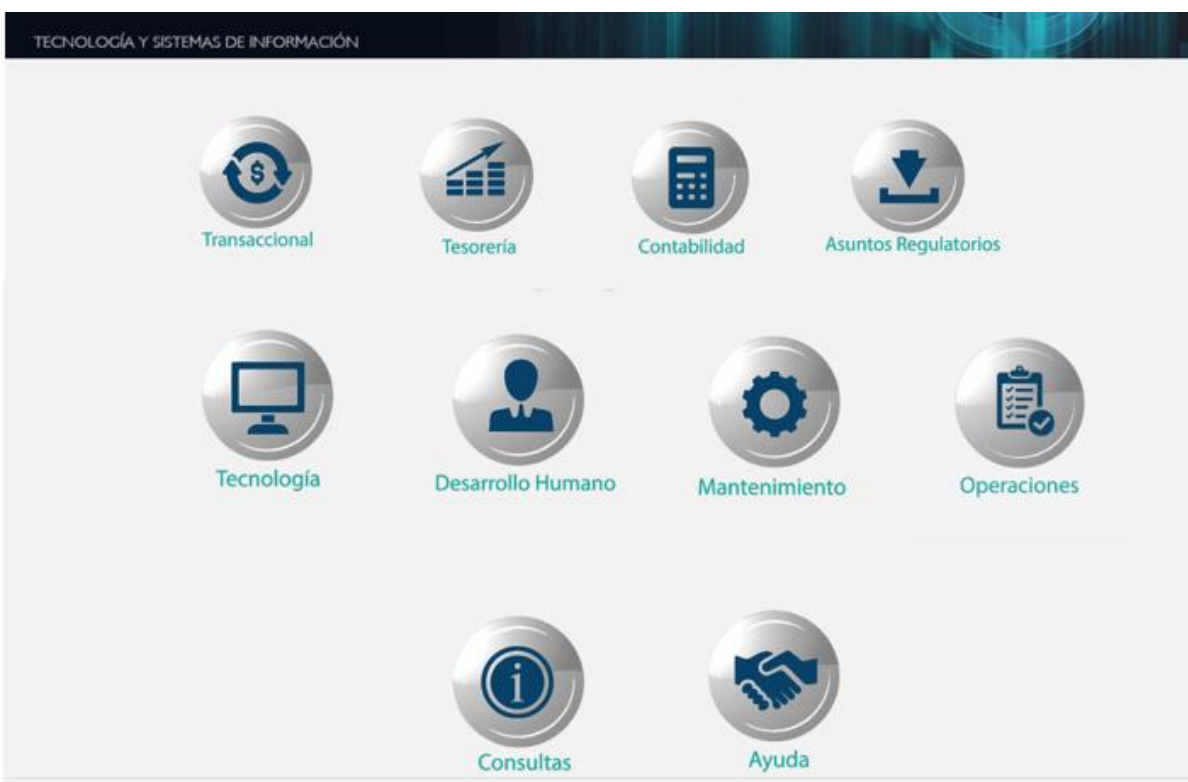 TECNOLOGÍA Y SISTEMAS DE INFORMACIÓN
Transaccional
Tesorería
Contabilidad
Asuntos Regulatorios
Tecnología
Desarrollo Humano
Mantenimiento
Operaciones
Consultas
Ayuda